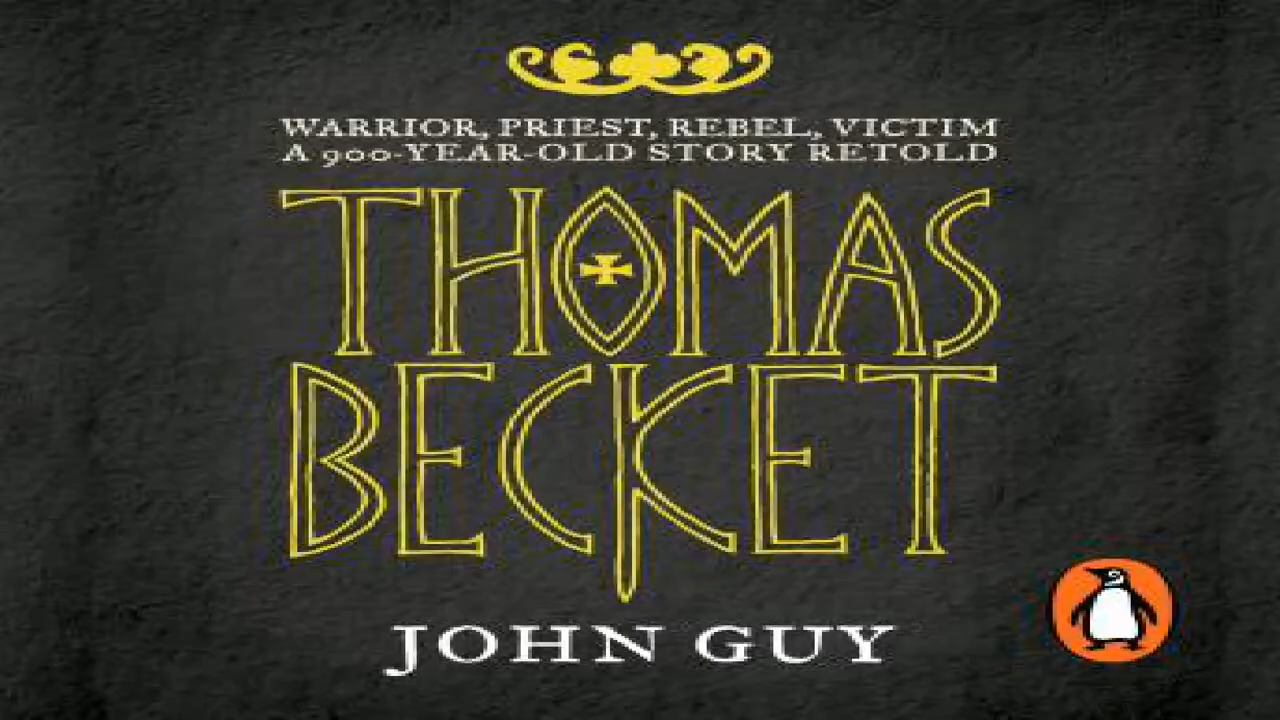 WARRIOR, PRIEST, REBEL, VICTIM
A 900-YEAR-OLD STORY RETOLD
THOMAS
BECKET
JOHN GUY